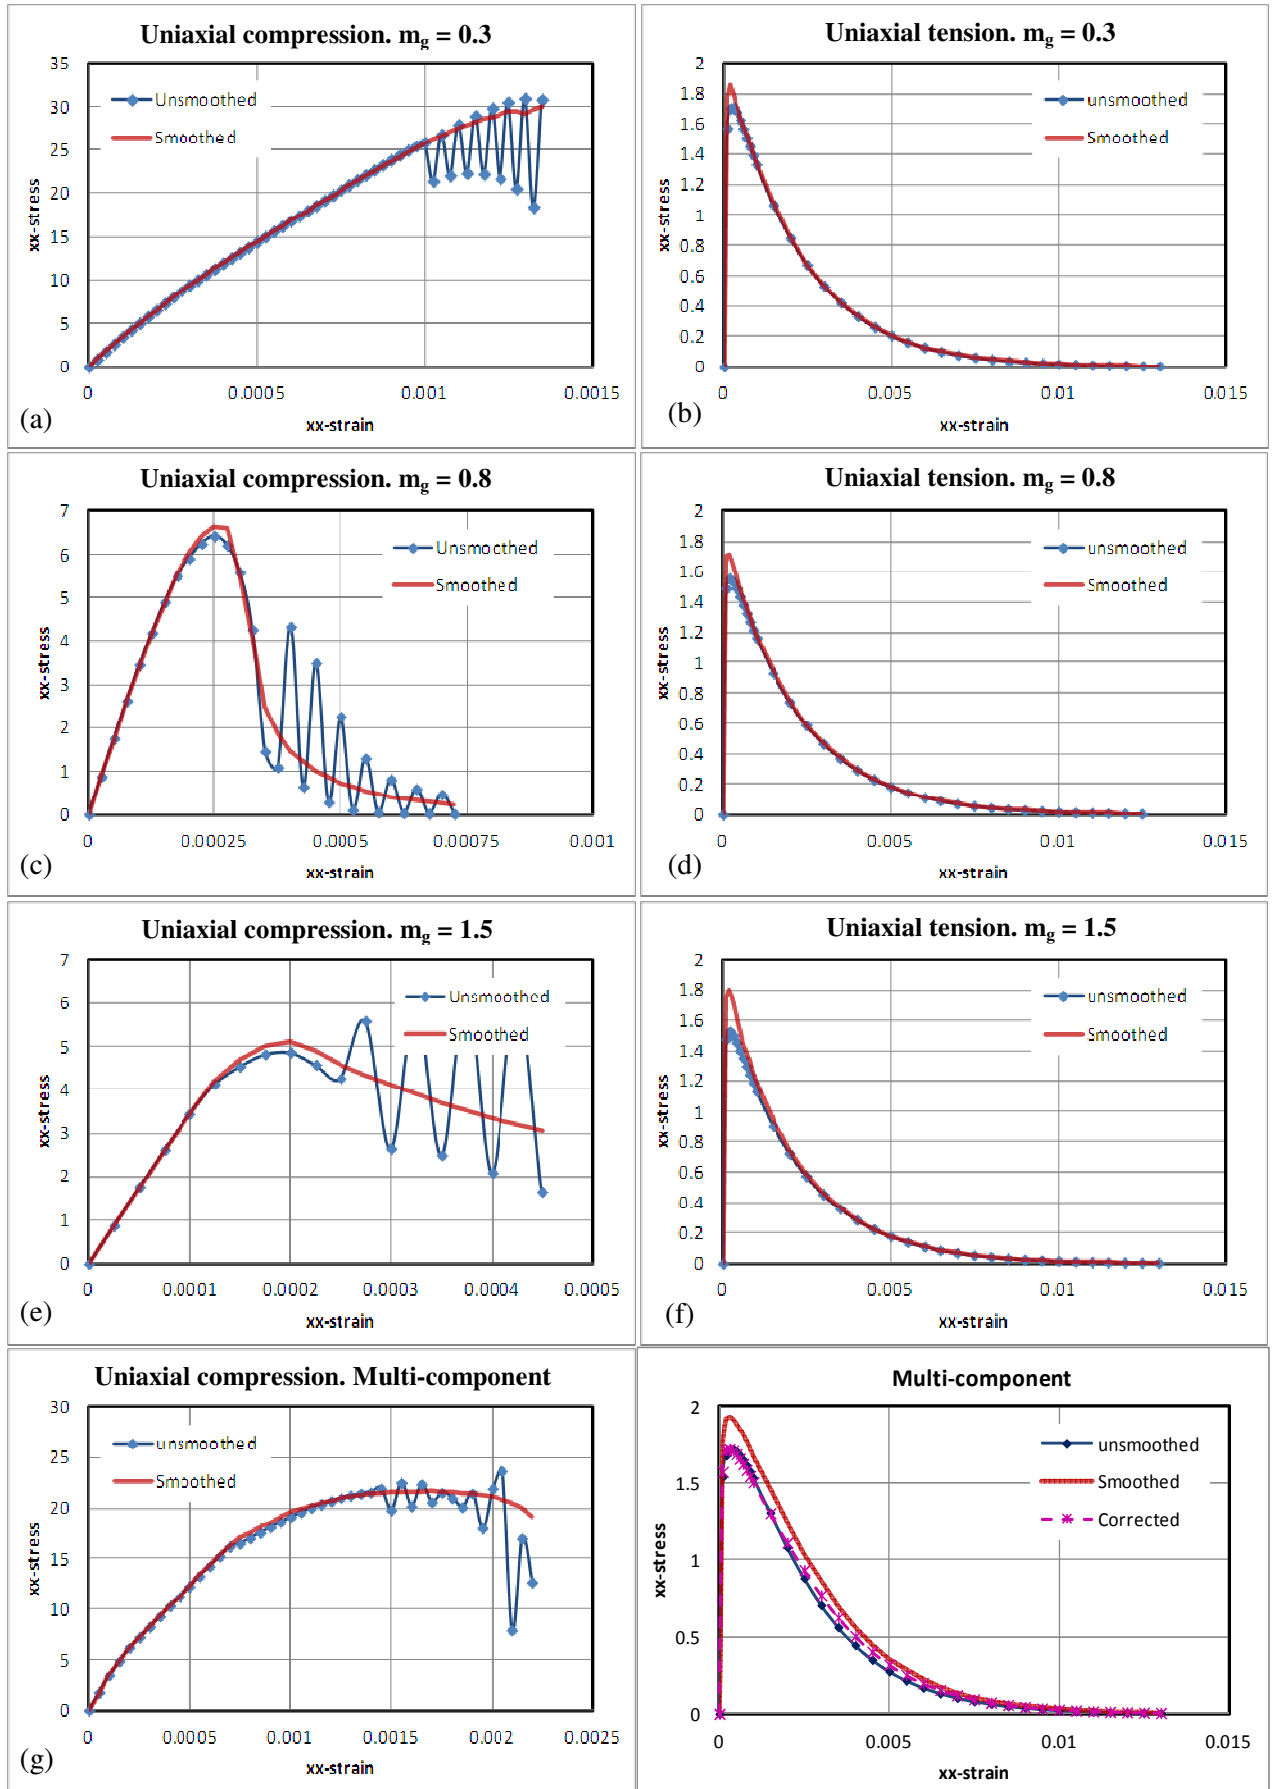 Uniaxial compression. mg = 0.3
35
30
25
20
15
10
5
0
xx-stress
Unsmoothed
Smoothed
0
0.0005
0.001
0.0015
xx-strain
(a)
Uniaxial tension. mg = 0.3
2
1.8
1.6
1.4
1.2
1
0.8
0.6
0.4
0.2
0
xx-stress
unsmoothed
Smoothed
0
0.005
0.01
0.015
xx-strain
(b)
Uniaxial compression. mg = 0.8
7
6
5
4
3
2
1
0
xx-stress
Unsmoothed
Smoothed
0
0.00025
0.0005
0.00075
0.001
xx-strain
(c)
Uniaxial tension. mg = 0.8
2
1.8
1.6
1.4
1.2
1
0.8
0.6
0.4
0.2
0
xx-stress
unsmoothed
Smoothed
0
0.005
0.01
0.015
xx-strain
(d)
Uniaxial compression. mg = 1.5
7
6
5
4
3
2
1
0
xx-stress
Unsmoothed
Smoothed
0
0.0001
0.0002
0.0003
0.0004
0.0005
xx-strain
(e)
Uniaxial tension. mg = 1.5
2
1.8
1.6
1.4
1.2
1
0.8
0.6
0.4
0.2
0
xx-stress
unsmoothed
Smoothed
0
0.005
0.01
0.015
xx-strain
(f)
Uniaxial compression. Multi-component
30
25
20
15
10
5
0
xx-stress
unsmoothed
Smoothed
0
0.0005
0.001
0.0015
0.002
0.0025
xx-strain
(g)
Multi-component
2
1.5
1
0.5
0
xx-stress
unsmoothed
Smoothed
Corrected
0
0.005
0.01
0.015
xx-strain